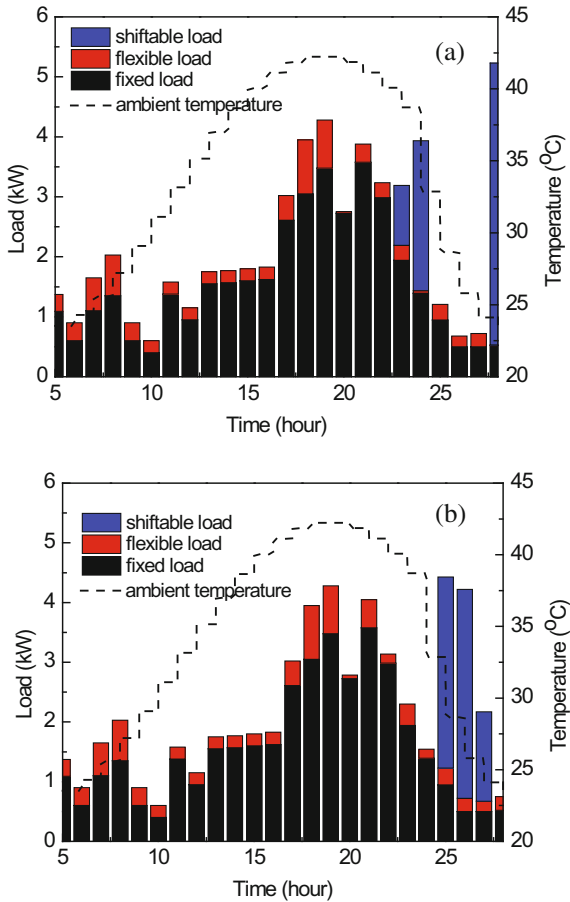 (a)
shiftable load
flexible load
fixed load
ambient temperature
Load (kW)
6
5
4
3
2
1
0
Temperature (°C)
45
40
35
30
25
20
5 10 15 20 25
Time (hour)
(b)
shiftable load
flexible load
fixed load
ambient temperature
Load (kW)
6
5
4
3
2
1
0
Temperature (°C)
45
40
35
30
25
20
5 10 15 20 25
Time (hour)